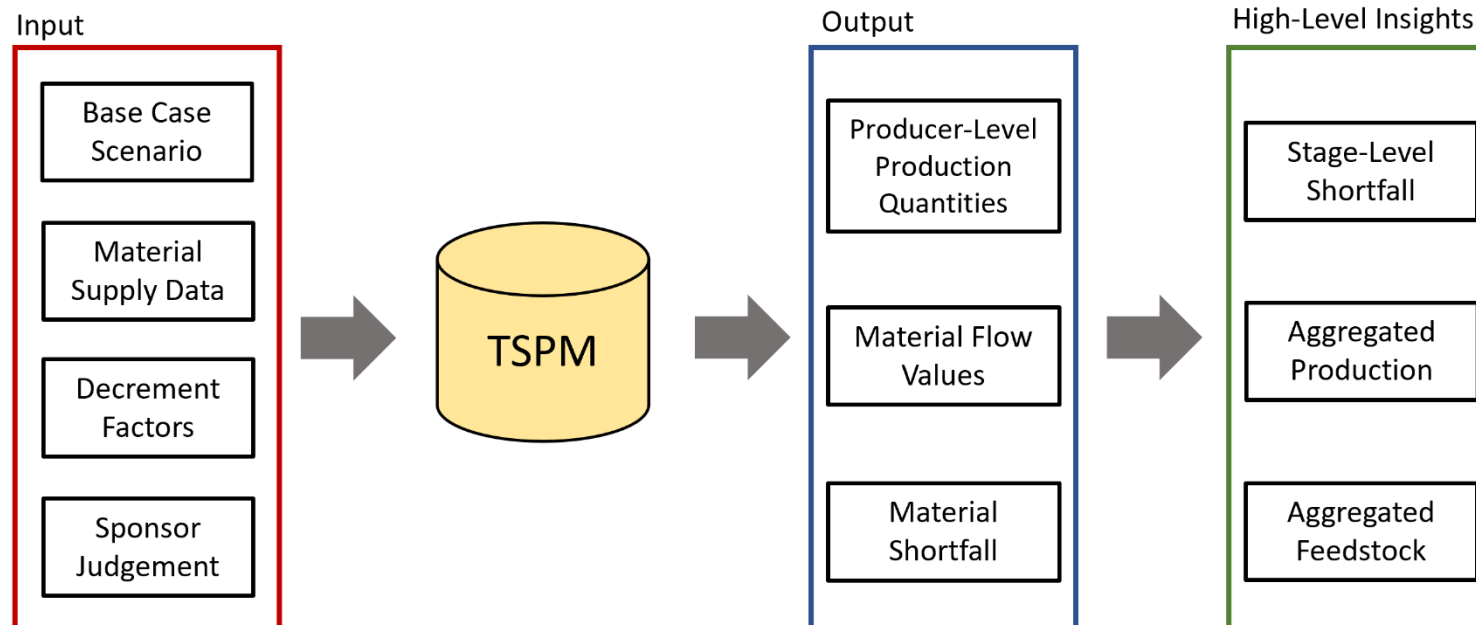 Input
Base Case
Scenario
Material
Supply Data
Decrement
Factors
Sponsor
Judgement
TSPM
Output
Producer-Level
Production
Quantities
Material Flow
Values
Material
Shortfall
High-Level Insights
Stage-Level
Shortfall
Aggregated
Production
Aggregated
Feedstock